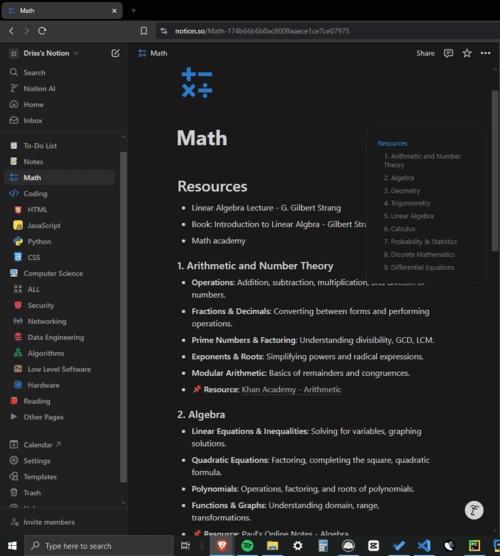 Math
notion.so/Math-174b66b6b0ac8009aaece1ce7ce07975
D Driss's Notion
Math
Share
Search
Notion AI
Home
Inbox
To-Do List
Notes
Math
Coding
HTML
JavaScript
Python
CSS
Computer Science
ALL
Security
Networking
Data Engineering
Algorithms
Low Level Software
Hardware
Reading
Other Pages
Calendar
Settings
Templates
Trash
Invite members
Math
Resources
Linear Algebra Lecture - G. Gilbert Strang
Book: Introduction to Linear Algbra - Gilbert
Math academy
1. Arithmetic and Number Theory
Operations: Addition, subtraction, multiplication, and division of
numbers.
Fractions & Decimals: Converting between forms and performing
operations.
Prime Numbers & Factoring: Understanding divisibility, GCD, LCM.
Exponents & Roots: Simplifying powers and radical expressions.
Modular Arithmetic: Basics of remainders and congruences.
Resource: Khan Academy - Arithmetic
2. Algebra
Linear Equations & Inequalities: Solving for variables, graphing
solutions.
Quadratic Equations: Factoring, completing the square, quadratic
formula.
Polynomials: Operations, factoring, and roots of polynomials.
Functions & Graphs: Understanding domain, range,
transformations.
Resource: Paul's Online Notes - Algebra
Resources
1. Arithmetic and Number
Theory
2. Algebra
3. Geometry
4. Trigonometry
5. Linear Algebra
6. Calculus
7. Probability & Statistics
8. Discrete Mathematics
9. Differential Equations
Type here to search